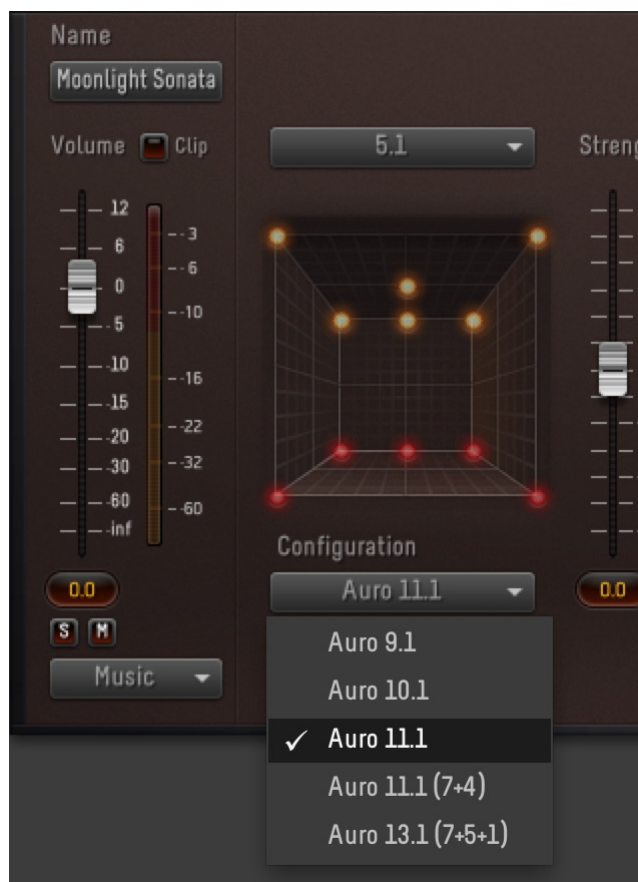 Name
Moonlight Sonata
Volume
Clip
12
6
0
-5
-10
-15
-20
-30
-60
-inf
-3
-6
-10
-16
-22
-32
-60
0.0
S M
Music
5.1
Configuration
Auro 11.1
Auro 9.1
Auro 10.1
✓ Auro 11.1
Auro 11.1 (7+4)
Auro 13.1 (7+5+1)
Streng
0.0